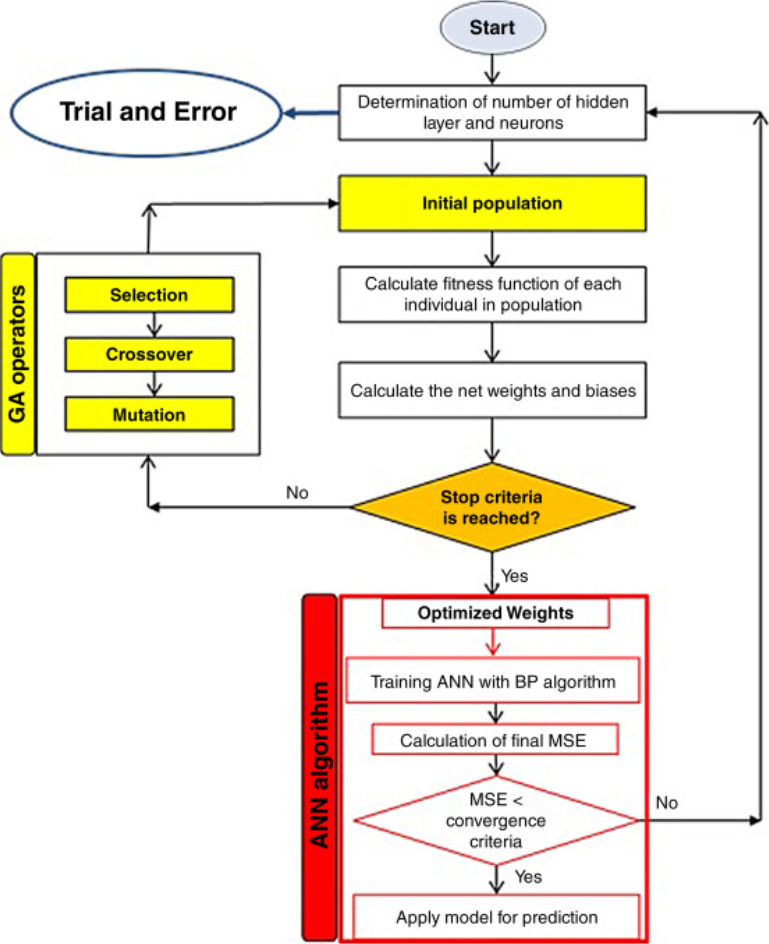 Start
Trial and Error
Determination of number of hidden
layer and neurons
Initial population
Calculate fitness function of each
individual in population
GA operators
Selection
Crossover
Mutation
Calculate the net weights and biases
Stop criteria
is reached?
No
Yes
ANN algorithm
Optimized Weights
Training ANN with BP algorithm
Calculation of final MSE
MSE <
convergence
criteria
No
Yes
Apply model for prediction